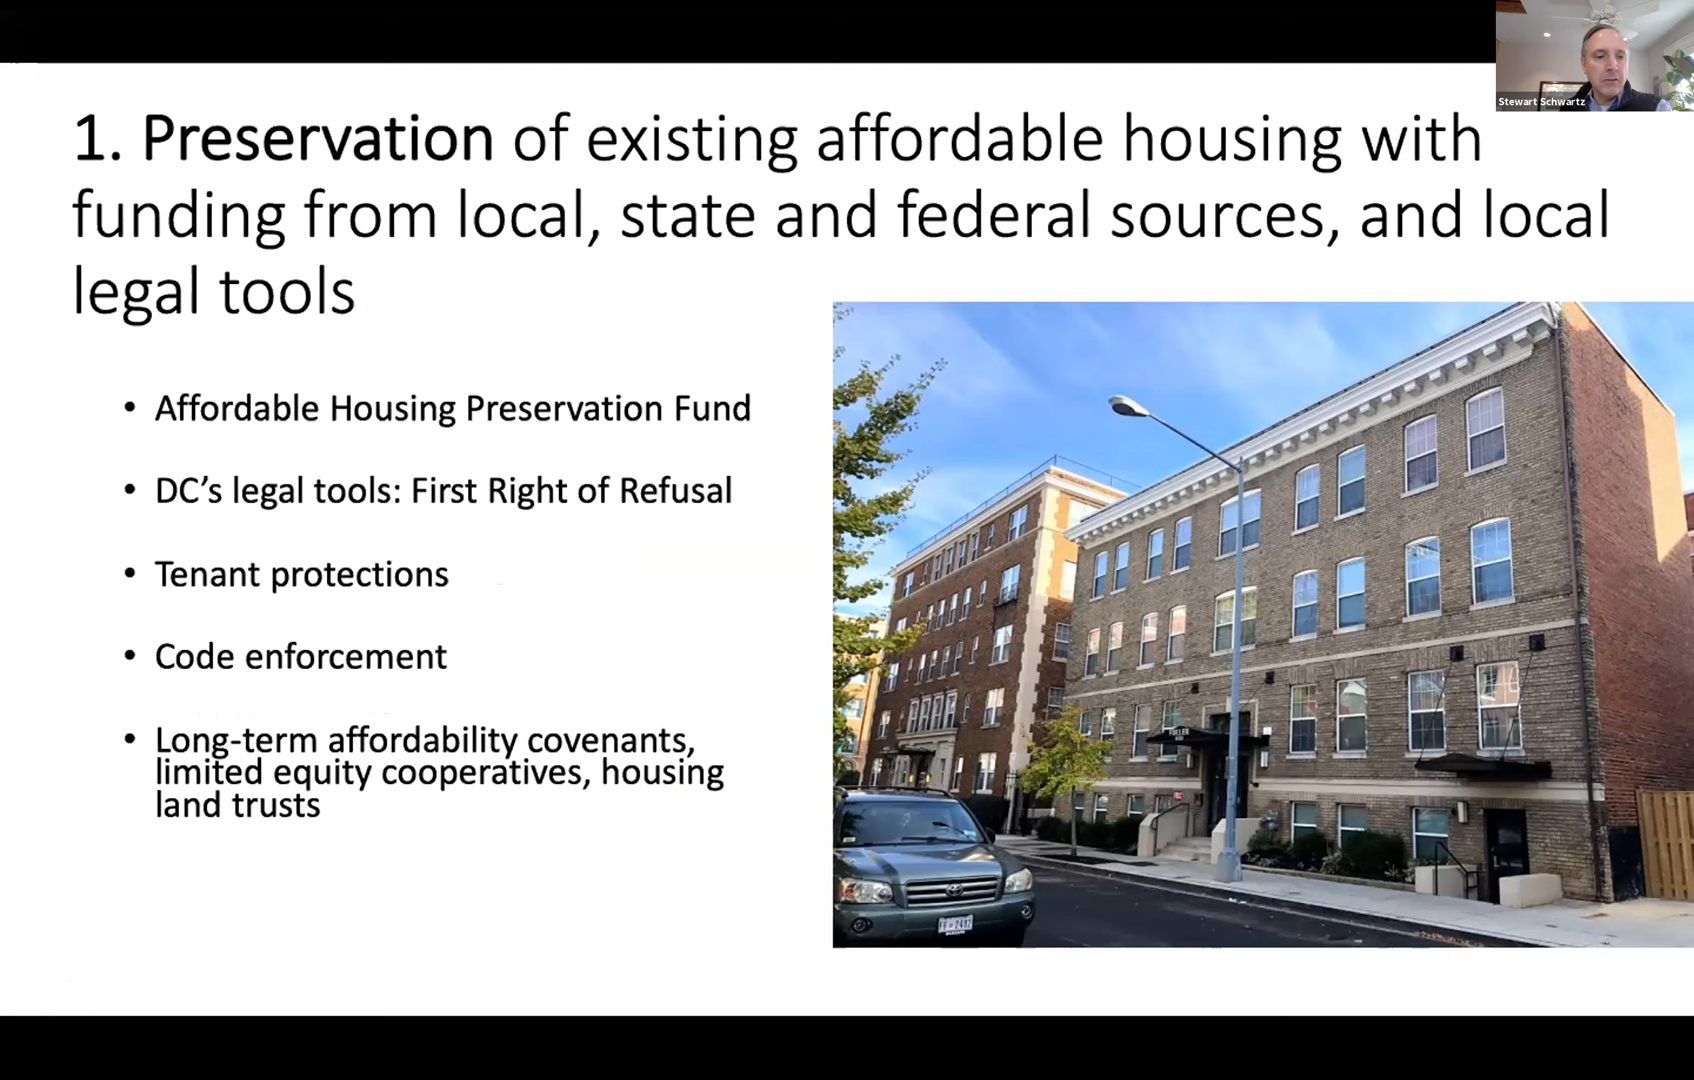 Stewart Schwartz
1. Preservation of existing affordable housing with
funding from local, state and federal sources, and local
legal tools
• Affordable Housing Preservation Fund
• DC’s legal tools: First Right of Refusal
• Tenant protections
• Code enforcement
• Long-term affordability covenants,
limited equity cooperatives, housing
land trusts
FULLER